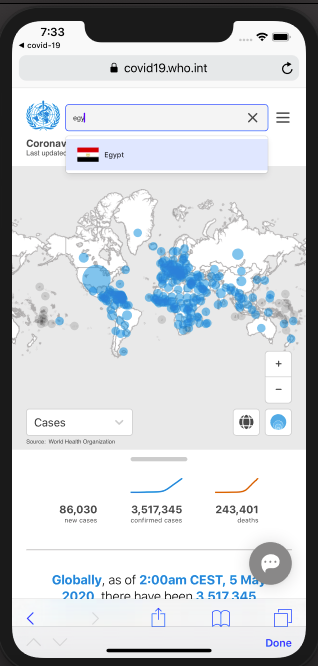 7:33
◀ covid-19
covid19.who.int
egy
Coronav
Last updated
Egypt
+
−
Cases
Source: World Health Organization
86,030 3,517,345 243,401
new cases confirmed cases deaths
Globally, as of 2:00am CEST, 5 May
2020, there have been 3,517,345
Done